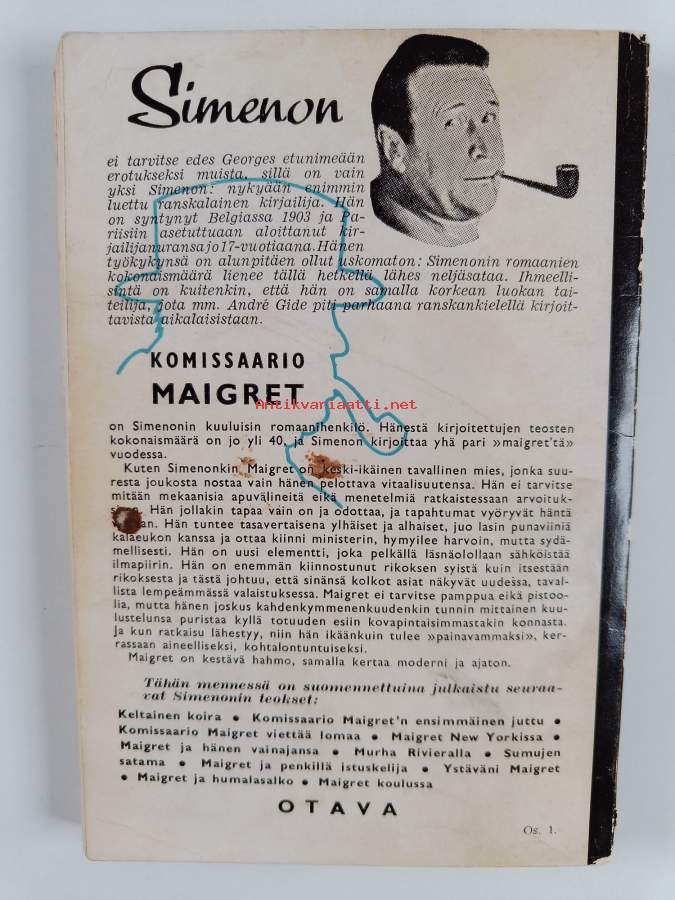 Simenon
ei tarvitse edes Georges etunimeään
erotukseksi muista, sillä on vain
yksi Simenon: nykyään enimmin
luettu ranskalainen kirjailija. Hän
on syntynyt Belgiassa 1903 ja Pa-
riisiin asetuttuaan aloittanut kir-
jailijanuransa jo 17-vuotiaana. Hänen
työkykynsä on alunpitäen ollut uskomaton: Simenonin romaanien
kokonaismäärä lienee tällä hetkellä lähes neljäsataa. Ihmeelli-
sintä on kuitenkin, että hän on samalla korkean luokan tai-
teilija, jota mm. André Gide piti parhaana ranskankielellä kirjoit-
tavista aikalaisistaan.
KOMISSAARIO
MAIGRET
Antikvariaatti.net
on Simenonin kuuluisin romaanihenkilö. Hänestä kirjoitettujen teosten
kokonaismäärä on jo yli 40, ja Simenon kirjoittaa yhä pari »maigret'tä»
vuodessa.
Kuten Simenonkin Maigret on keski-ikäinen tavallinen mies, jonka suu-
resta joukosta nostaa vain hänen pelottava vitaalisuutensa. Hän ei tarvitse
mitään mekaanisia apuvälineitä eikä menetelmiä ratkaistessaan arvoituk-
Hän jollakin tapaa vain on ja odottaa, ja tapahtumat vyöryvät häntä
Hän tuntee tasavertaisena ylhäiset ja alhaiset, juo lasin punaviiniä
kalaeukon kanssa ja ottaa kiinni ministerin, hymyilee harvoin, mutta sydä-
mellisesti. Hän on uusi elementti, joka pelkällä läsnäolollaan sähköistää
ilmapiirin. Hän on enemmän kiinnostunut rikoksen syistä kuin itsestään
rikoksesta ja tästä johtuu, että sinänsä kolkot asiat näkyvät uudessa, taval-
lista lempeämmässä valaistuksessa. Maigret ei tarvitse pamppua eikä pistoo-
lia, mutta hänen joskus kahdenkymmenenkuudenkin tunnin mittainen kuu-
lustelunsa puristaa kyllä totuuden esiin kovapintaisimmastakin konnasta.
Ja kun ratkaisu lähestyy, niin hän ikäänkuin tulee »painavammaksi», ker-
rassaan aineelliseksi, kohtalontuntuiseksi.
Maigret on kestävä hahmo, samalla kertaa moderni ja ajaton.
Tähän mennessä on suomennettuina julkaistu seuraa-
vat Simenonin teokset:
Keltainen koira • Komissaario Maigret'n ensimmäinen juttu •
Komissaario Maigret viettää lomaa • Maigret New Yorkissa •
Maigret ja hänen vainajansa • Murha Rivieralla • Sumujen
satama • Maigret ja penkillä istuskelija • Ystäväni Maigret
• Maigret ja humalasalko • Maigret koulussa
OTAVA
Os. 1.